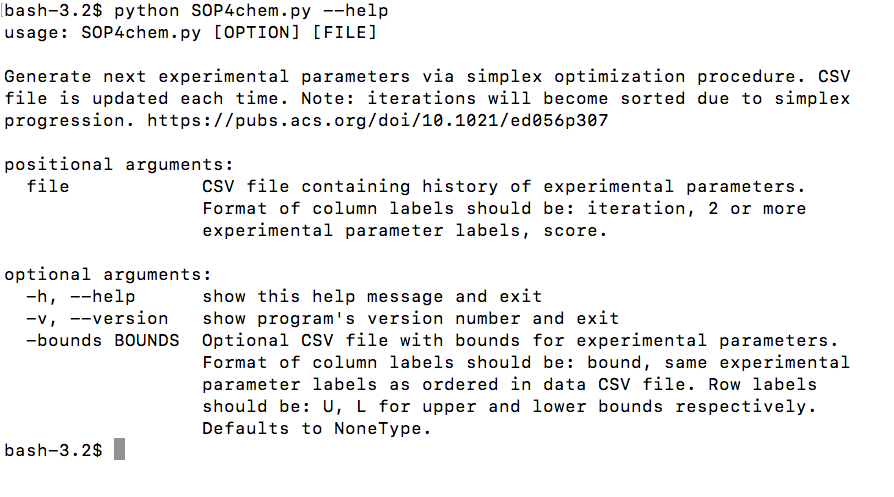 bash-3.2$ python SOP4chem.py --help
usage: SOP4chem.py [OPTION] [FILE]
Generate next experimental parameters via simplex optimization procedure. CSV
file is updated each time. Note: iterations will become sorted due to simplex
progression. https://pubs.acs.org/doi/10.1021/ed056p307
positional arguments:
file CSV file containing history of experimental parameters.
Format of column labels should be: iteration, 2 or more
experimental parameter labels, score.
optional arguments:
-h, --help show this help message and exit
-v, --version show program's version number and exit
-bounds BOUNDS Optional CSV file with bounds for experimental parameters.
Format of column labels should be: bound, same experimental
parameter labels as ordered in data CSV file. Row labels
should be: U, L for upper and lower bounds respectively.
Defaults to NoneType.
bash-3.2$